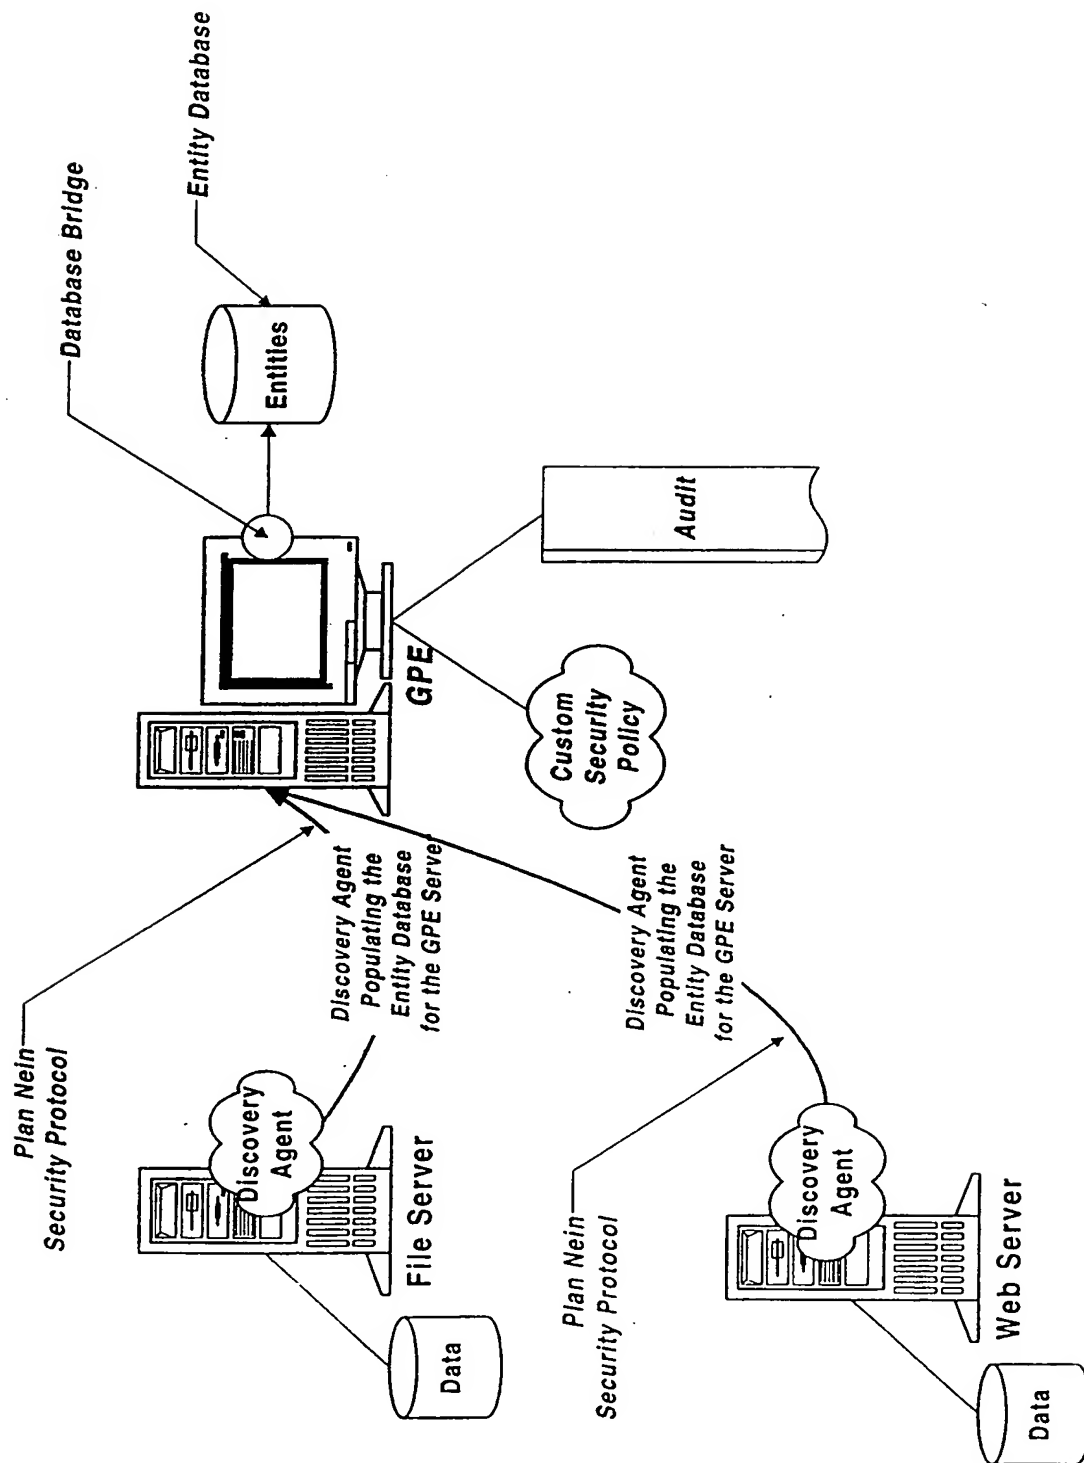 Plan Nein
Security Protocol
Database Bridge
Entity Database
Entities
Discovery
Agent
File Server
Data
Discovery Agent
Populating the
Entity Database
for the GPE Server
GPE
Custom
Security
Policy
Audit
Plan Nein
Security Protocol
Discovery Agent
Populating the
Entity Database
for the GPE Server
Discovery
Agent
Web Server
Data